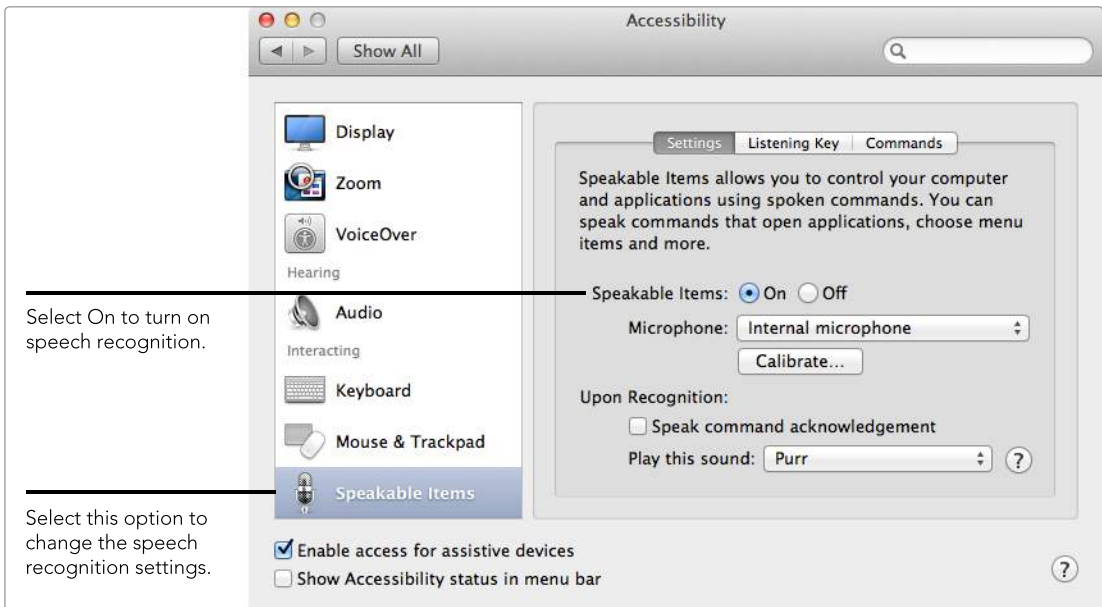 Accessibility
Show All
Display
Zoom
VoiceOver
Hearing
Audio
Interacting
Keyboard
Mouse & Trackpad
Speakable Items
Settings
Listening Key
Commands
Speakable Items allows you to control your computer
and applications using spoken commands. You can
speak commands that open applications, choose menu
items and more.
Speakable Items: On Off
Microphone: Internal microphone
Calibrate...
Upon Recognition:
Speak command acknowledgement
Play this sound: Purr
?
Enable access for assistive devices
Show Accessibility status in menu bar
?
Select On to turn on
speech recognition.
Select this option to
change the speech
recognition settings.